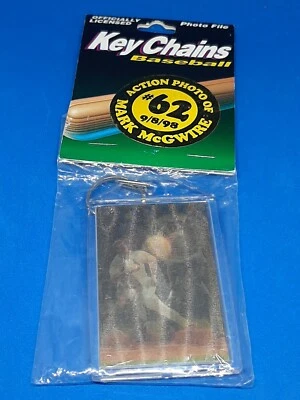 OFFICIALLY
LICENSED
Photo File
Key Chains
Baseball
ACTION PHOTO OF
#62
9/8/98
MARK McGWIRE